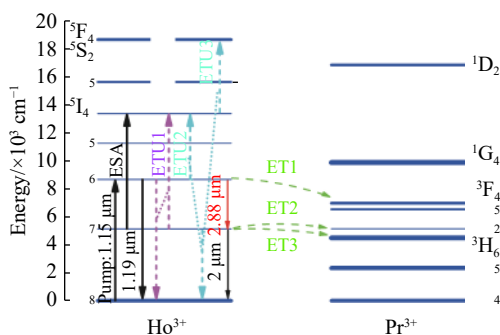 Energy/×10³ cm⁻¹
20
18
16
14
12
10
8
6
4
2
0
⁵F₄
⁵S₂
5
⁵I₄
5
6
7
8
Pump:1.15 μm
ESA
1.19 μm
ETU1
ETU2
ETU3
2.88 μm
2 μm
ET1
ET2
ET3
¹D₂
¹G₄
³F₄
5
2
³H₆
5
4
Ho³⁺
Pr³⁺